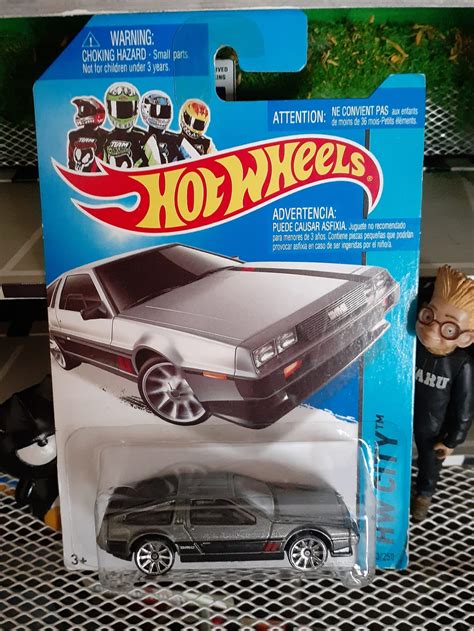 WARNING:
CHOKING HAZARD - Small parts.
Not for children under 3 years.
ATTENTION: NE CONVIENT PAS aux enfants
de moins de 36 mois-Petits éléments.
HOT WHEELS
ADVERTENCIA:
PUEDE CAUSAR ASFIXIA. Juguete no recomendado
para menores de 3 años. Contiene piezas pequeñas que podrían
provocar asfixia en caso de ser ingeridas por el niño/a.
DMC
HW CITY™
3+